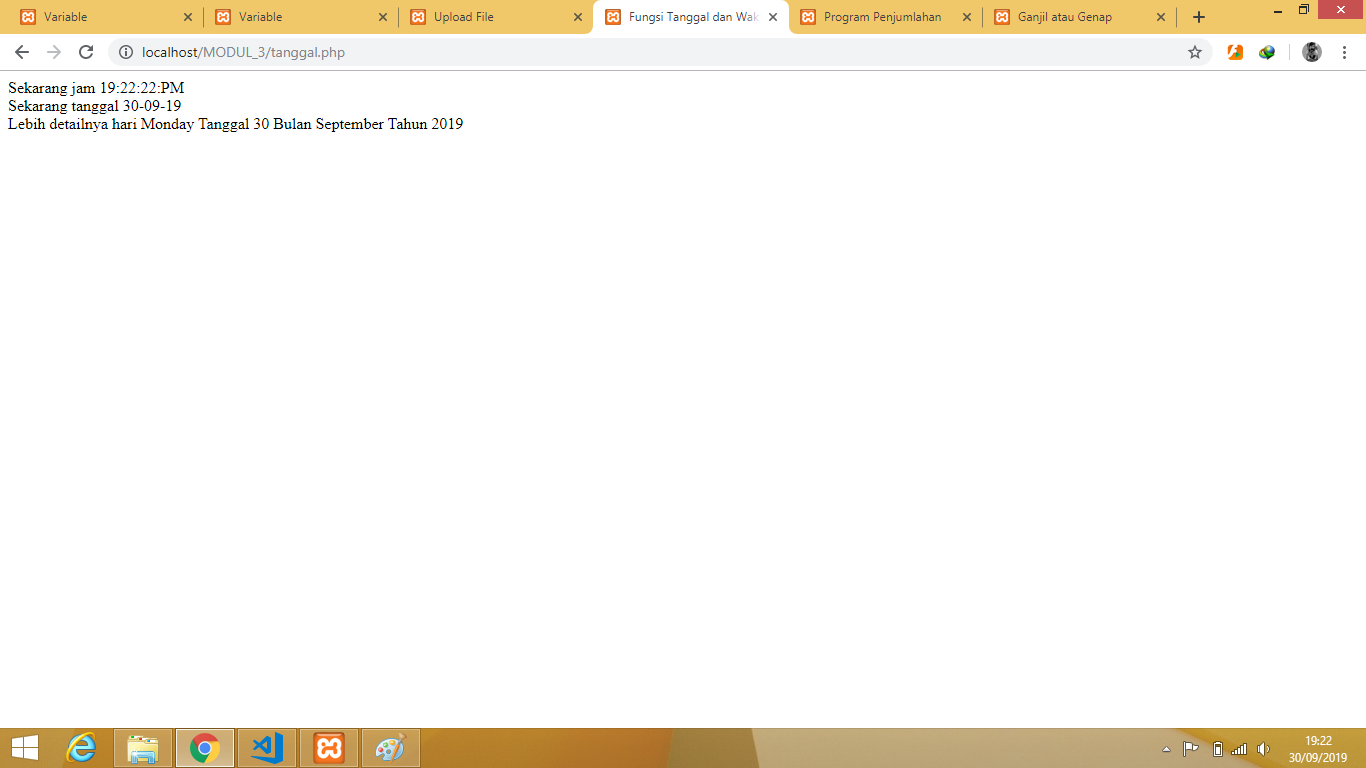 Variable
Variable
Upload File
Fungsi Tanggal dan Wak
Program Penjumlahan
Ganjil atau Genap
localhost/MODUL_3/tanggal.php
Sekarang jam 19:22:22:PM
Sekarang tanggal 30-09-19
Lebih detailnya hari Monday Tanggal 30 Bulan September Tahun 2019
19:22
30/09/2019